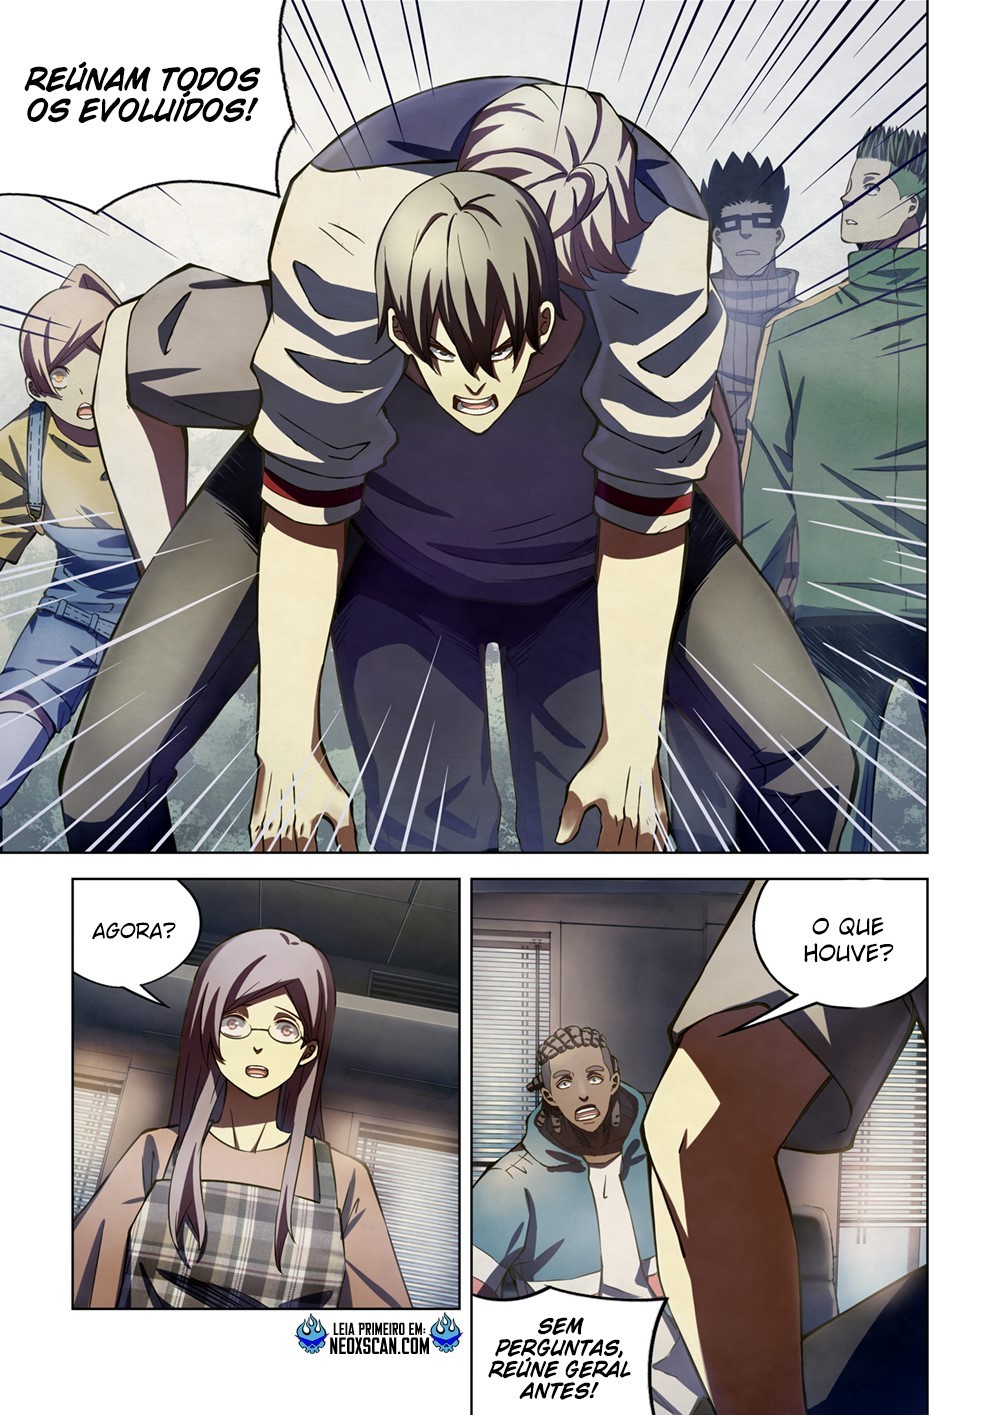 REÚNAM TODOS
OS EVOLUÍDOS!
AGORA?
O QUE
HOUVE?
LEIA PRIMEIRO EM:
NEOXSCAN.COM
SEM
PERGUNTAS,
REÚNE GERAL
ANTES!